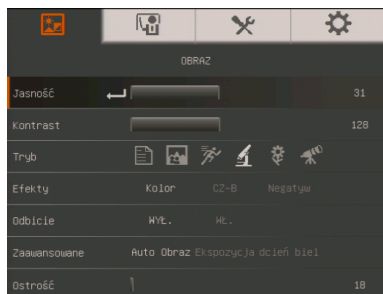 OBRAZ
Jasność 31
Kontrast 128
Tryb
Efekty Kolor CZ-B Negatyw
Odbicie WYŁ. WŁ.
Zaawansowane Auto Obraz Ekspozycja dcień biel
Ostrość 18